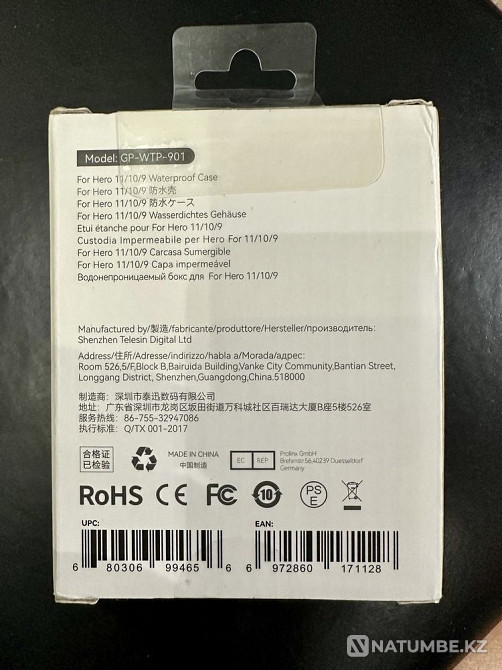 Model: GP-WTP-901
For Hero 11/10/9 Waterproof Case
For Hero 11/10/9 防水壳
For Hero 11/10/9 防水ケース
For Hero 11/10/9 Wasserdichtes Gehäuse
Etui étanche pour For Hero 11/10/9
Custodia Impermeabile per Hero For 11/10/9
For Hero 11/10/9 Carcasa Sumergible
For Hero 11/10/9 Capa impermeável
Водонепроницаемый бокс для For Hero 11/10/9
Manufactured by/製造/fabricante/produttore/Hersteller/производитель:
Shenzhen Telesin Digital Ltd
Address/住所/Adresse/indirizzo/habla a/Morada/адрес:
Room 526,5/F,Block B,Bairuida Building,Vanke City Community,Bantian Street,
Longgang District, Shenzhen,Guangdong,China.518000
制造商：深圳市泰迅数码有限公司
地址：广东省深圳市龙岗区坂田街道万科城社区百瑞达大厦B座5楼526室
服务热线：86-755-32947086
执行标准：Q/TX 001-2017
合格证
已检验
MADE IN CHINA
中国制造
EC REP
Prolinx GmbH
Brehmstr.56,40239 Duesseldorf
Germany
RoHS CE FC 10 PS E
UPC:
6 80306 99465 6
EAN:
6 972860 171128
NATUMBE.KZ